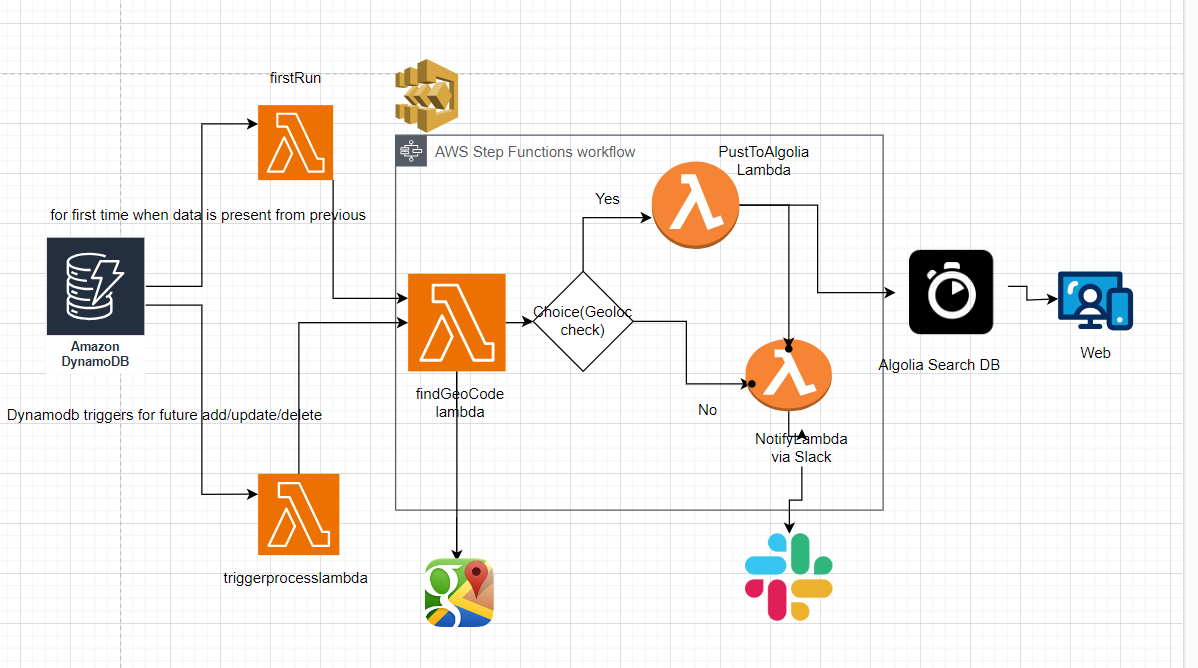 firstRun
AWS Step Functions workflow
PustToAlgolia
Lambda
Yes
for first time when data is present from previous
Amazon
DynamoDB
Choice(Geoloc
check)
findGeoCode
lambda
Algolia Search DB
Web
No
Dynamodb triggers for future add/update/delete
NotifyLambda
via Slack
triggerprocesslambda
g